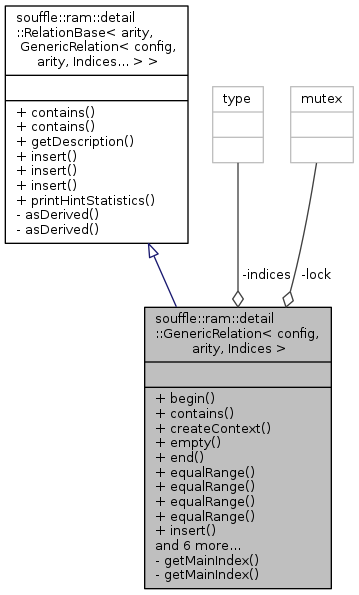 souffle::ram::detail
::RelationBase< arity,
GenericRelation< config,
arity, Indices... > >
+ contains()
+ contains()
+ getDescription()
+ insert()
+ insert()
+ insert()
+ printHintStatistics()
- asDerived()
- asDerived()
type
mutex
-indices
-lock
souffle::ram::detail
::GenericRelation< config,
arity, Indices >
+ begin()
+ contains()
+ createContext()
+ empty()
+ end()
+ equalRange()
+ equalRange()
+ equalRange()
+ equalRange()
+ insert()
and 6 more...
- getMainIndex()
- getMainIndex()